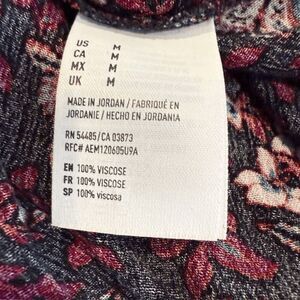 US M
CA M
MX M
UK M
MADE IN JORDAN / FABRIQUÉ EN
JORDANIE / HECHO EN JORDANIA
RN 54485/CA 03873
RFC# AEM120605U9A
EN 100% VISCOSE
FR 100% VISCOSE
SP 100% viscosa